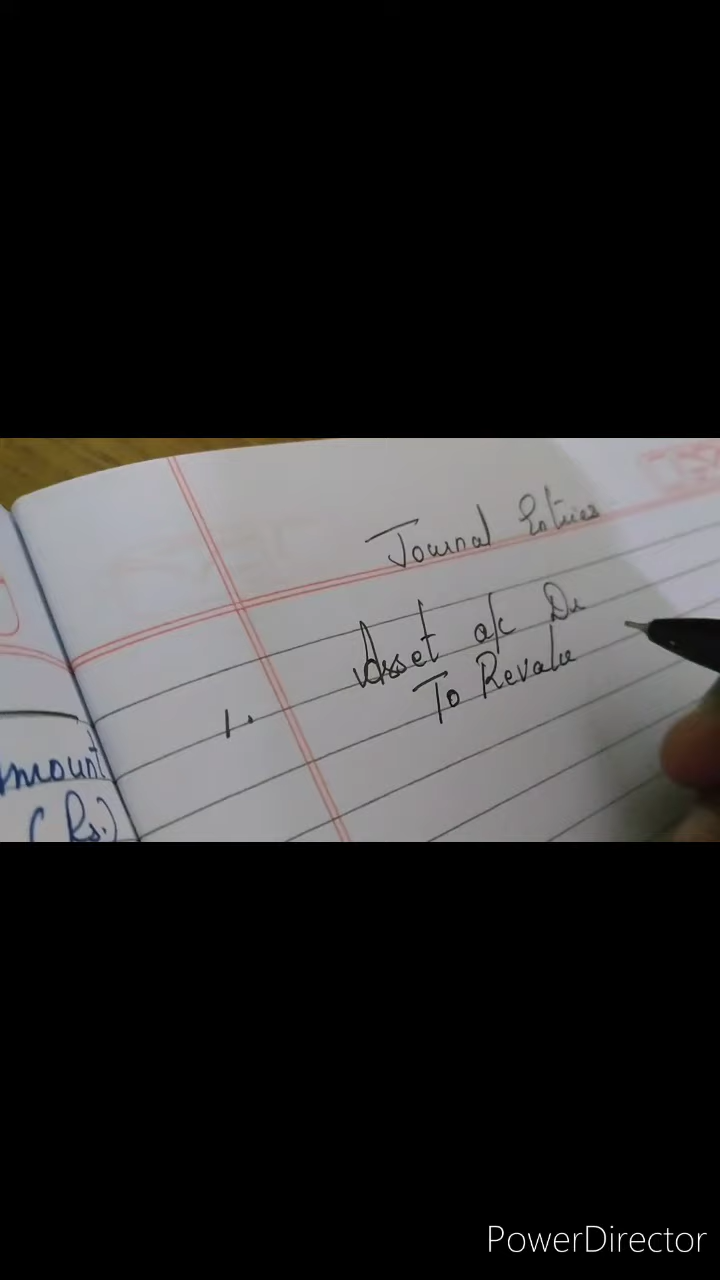 Journal Entries
1. Asset a/c Dr
To Revalu
mount
(Rs.)
PowerDirector